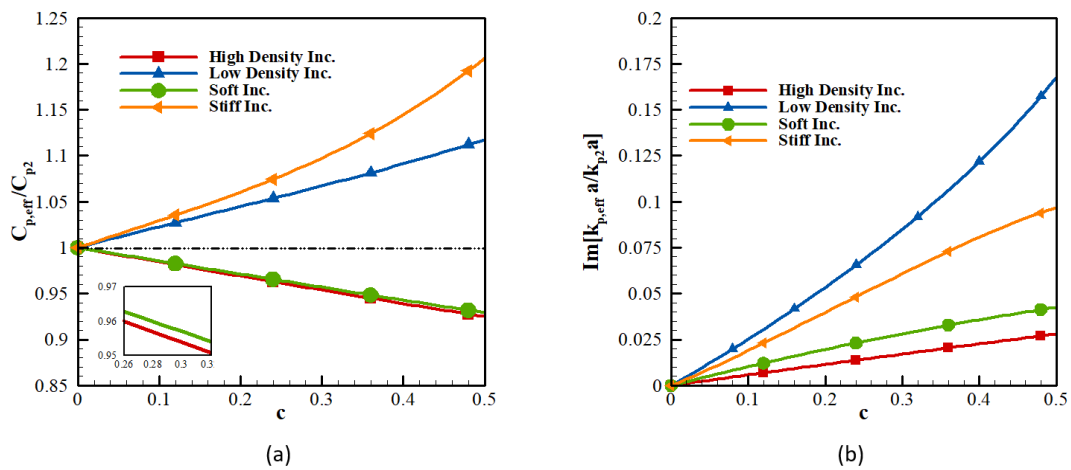 C_p,eff/C_p2
1.25
1.2
1.15
1.1
1.05
1
0.95
0.9
0.85
High Density Inc.
Low Density Inc.
Soft Inc.
Stiff Inc.
0.97
0.96
0.95
0.26 0.28 0.3 0.3
0 0.1 0.2 0.3 0.4 0.5
c
(a)
Im[k_p,eff a/k_p2 a]
0.2
0.175
0.15
0.125
0.1
0.075
0.05
0.025
0
High Density Inc.
Low Density Inc.
Soft Inc.
Stiff Inc.
0 0.1 0.2 0.3 0.4 0.5
c
(b)